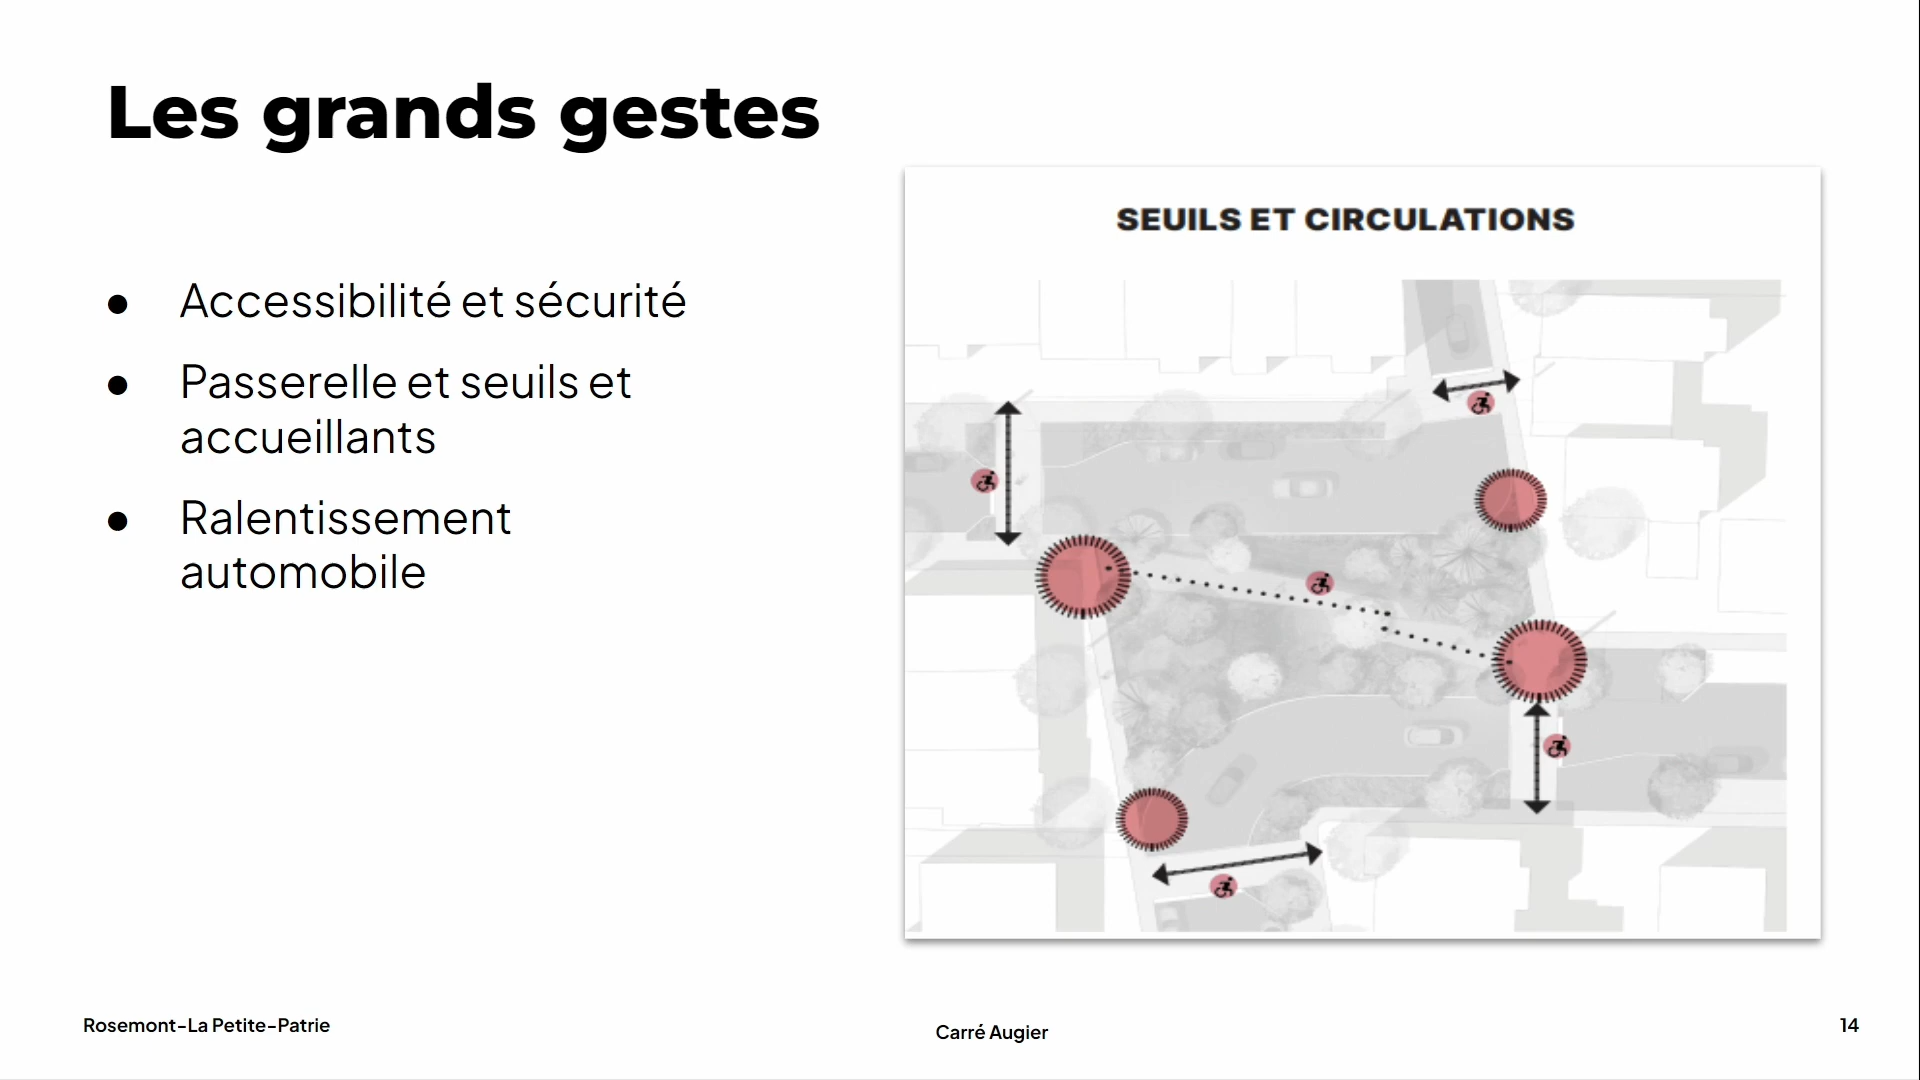 Les grands gestes
SEUILS ET CIRCULATIONS
● Accessibilité et sécurité
● Passerelle et seuils et
accueillants
● Ralentissement
automobile
Rosemont-La Petite-Patrie
Carré Augier
14